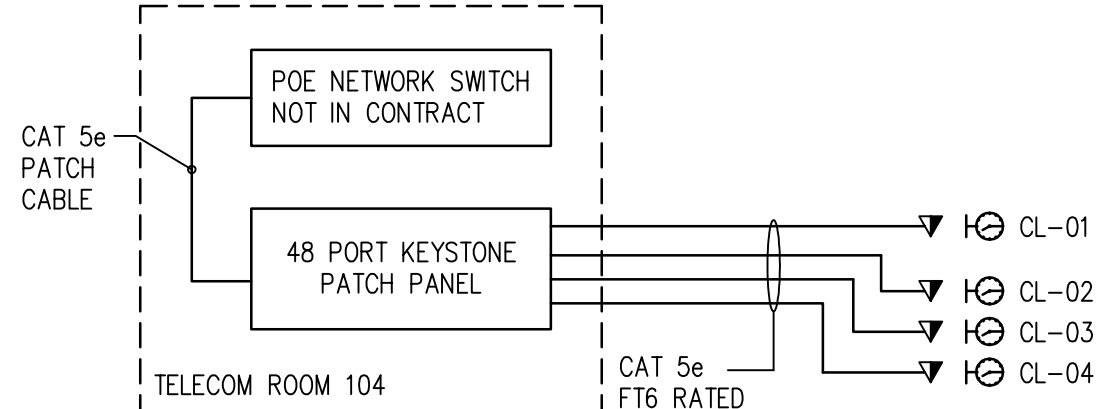 POE NETWORK SWITCH
NOT IN CONTRACT
CAT 5e
PATCH
CABLE
48 PORT KEYSTONE
PATCH PANEL
CL-01
CL-02
CL-03
CL-04
CAT 5e
FT6 RATED
TELECOM ROOM 104